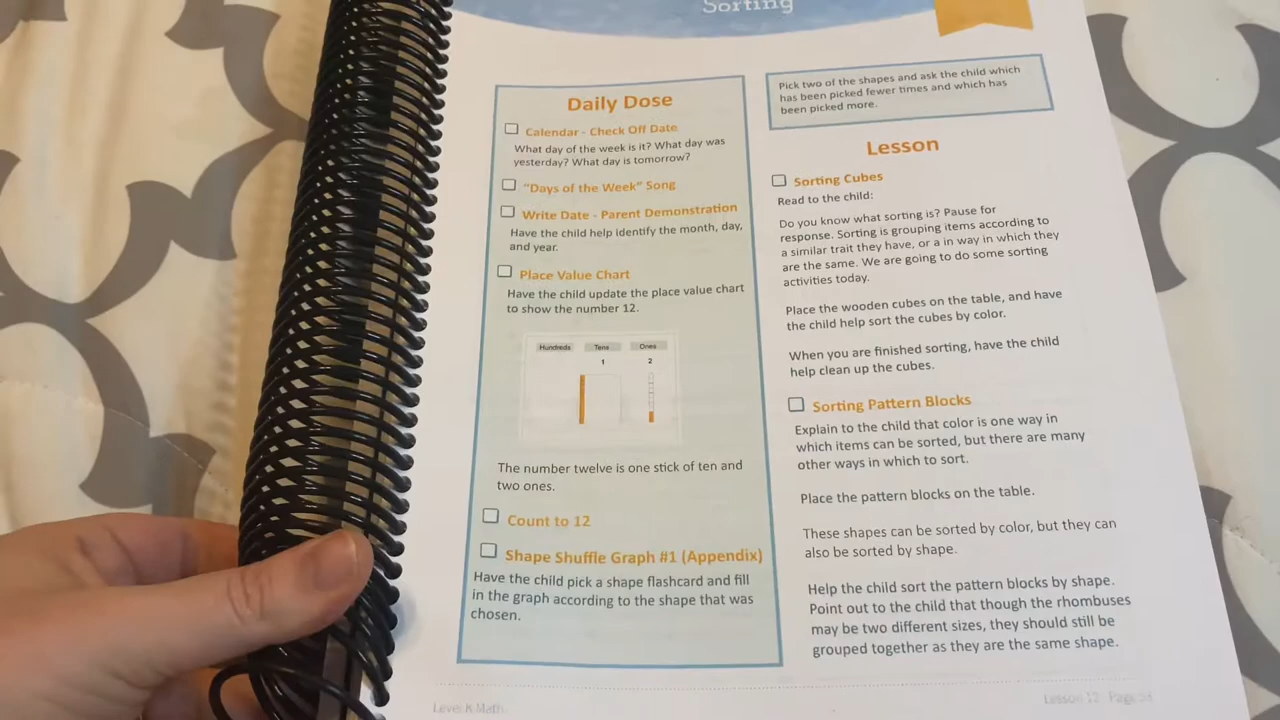 Sorting
Daily Dose
Calendar - Check Off Date
What day of the week is it? What day was
yesterday? What day is tomorrow?
"Days of the Week" Song
Write Date - Parent Demonstration
Have the child help identify the month, day,
and year.
Place Value Chart
Have the child update the place value chart
to show the number 12.
Hundreds Tens Ones
1 2
The number twelve is one stick of ten and
two ones.
Count to 12
Shape Shuffle Graph #1 (Appendix)
Have the child pick a shape flashcard and fill
in the graph according to the shape that was
chosen.
Pick two of the shapes and ask the child which
has been picked fewer times and which has
been picked more.
Lesson
Sorting Cubes
Read to the child:
Do you know what sorting is? Pause for
response. Sorting is grouping items according to
a similar trait they have, or a in way in which they
are the same. We are going to do some sorting
activities today.
Place the wooden cubes on the table, and have
the child help sort the cubes by color.
When you are finished sorting, have the child
help clean up the cubes.
Sorting Pattern Blocks
Explain to the child that color is one way in
which items can be sorted, but there are many
other ways in which to sort.
Place the pattern blocks on the table.
These shapes can be sorted by color, but they can
also be sorted by shape.
Help the child sort the pattern blocks by shape.
Point out to the child that though the rhombuses
may be two different sizes, they should still be
grouped together as they are the same shape.
Level K Math
Lesson 12 Page